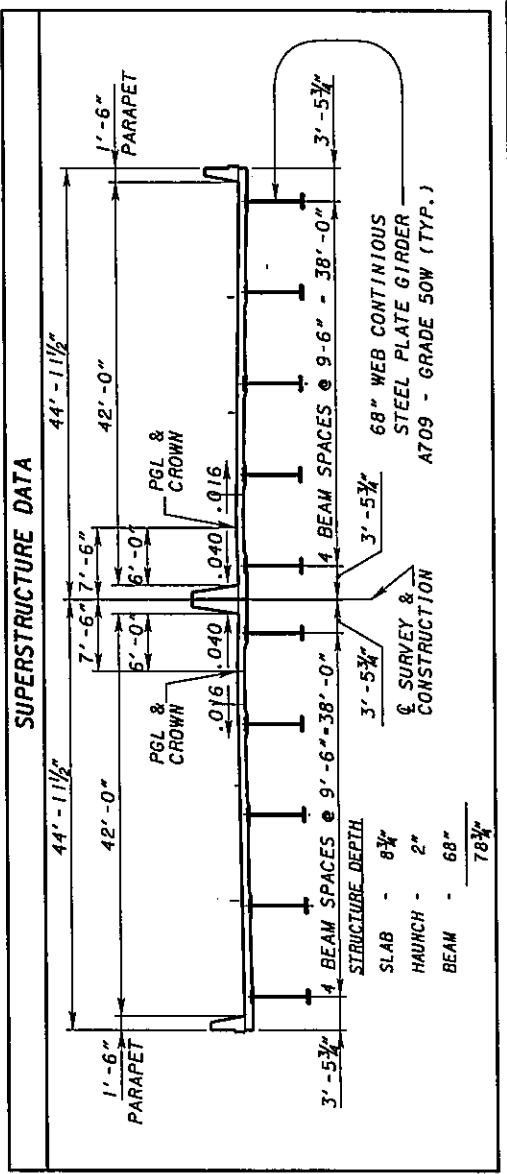 SUPERSTRUCTURE DATA
44'-11½"
44'-11½"
1'-6"
PARAPET
42'-0"
7'-6"
7'-6"
42'-0"
1'-6"
PARAPET
6'-0"
6'-0"
PGL &
CROWN
.016
.040
.040
.016
PGL &
CROWN
3'-5¾"
4 BEAM SPACES @ 9'-6"=38'-0"
3'-5¾"
3'-5¾"
4 BEAM SPACES @ 9-6" - 38'-0"
3'-5¾"
℄ SURVEY &
CONSTRUCTION
68" WEB CONTINIOUS
STEEL PLATE GIRDER
A709 - GRADE 50W (TYP.)
STRUCTURE DEPTH
SLAB - 8¾"
HAUNCH - 2"
BEAM - 68"
78¾"